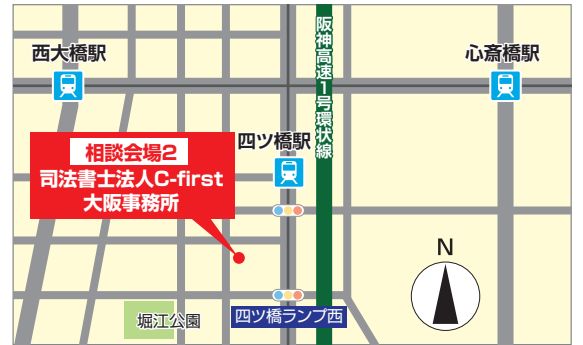 西大橋駅
心斎橋駅
阪神高速1号環状線
四ツ橋駅
相談会場2
司法書士法人C-first
大阪事務所
N
堀江公園
四ツ橋ランプ西